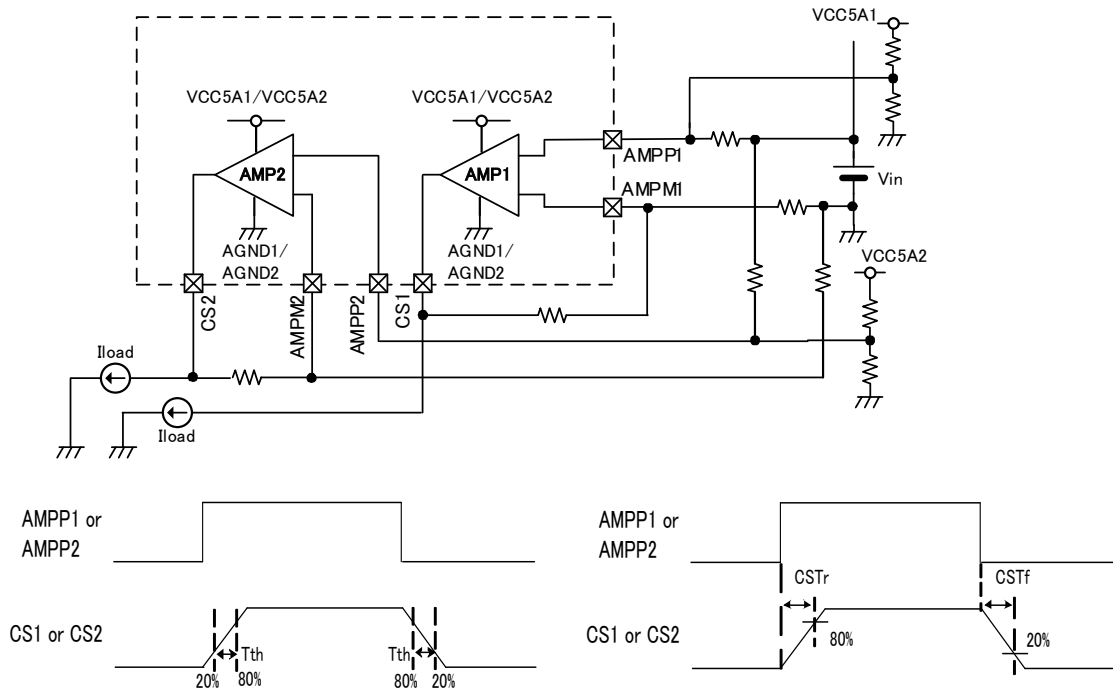 VCC5A1
VCC5A1/VCC5A2
VCC5A1/VCC5A2
AMP2
AMP1
AMPP1
AMPM1
Vin
AGND1/
AGND2
AGND1/
AGND2
VCC5A2
CS2
AMPM2
AMPP2
CS1
Iload
Iload
AMPP1 or
AMPP2
CS1 or CS2
Tth
20%
80%
Tth
80%
20%
AMPP1 or
AMPP2
CSTr
CSTf
CS1 or CS2
80%
20%